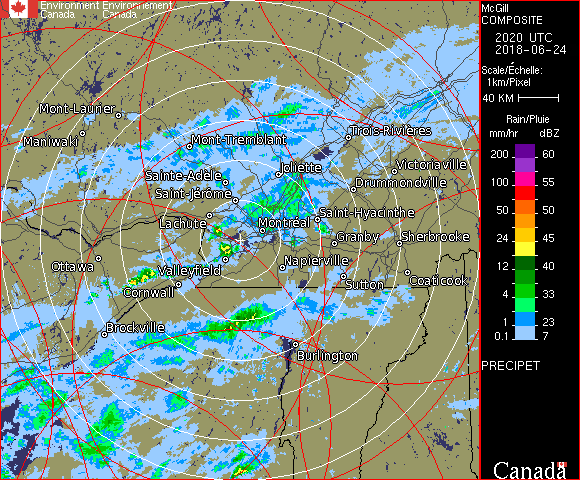 Environment Environnement
Canada Canada
Mont-Laurier
Maniwaki
Mont-Tremblant
Trois-Rivières
Sainte-Adèle
Joliette
Victoriaville
Saint-Jérôme
Drummondville
Lachute
Montréal
Saint-Hyacinthe
Granby
Sherbrooke
Ottawa
Valleyfield
Napierville
Cornwall
Sutton
Coaticook
Brockville
Burlington
McGill
COMPOSITE
2020 UTC
2018-06-24
Scale/Échelle:
1km/Pixel
40 KM
Rain/Pluie
mm/hr dBZ
200 60
100 55
50 50
24 45
12 40
4 33
1 23
0.1 7
PRECIPET
Canada